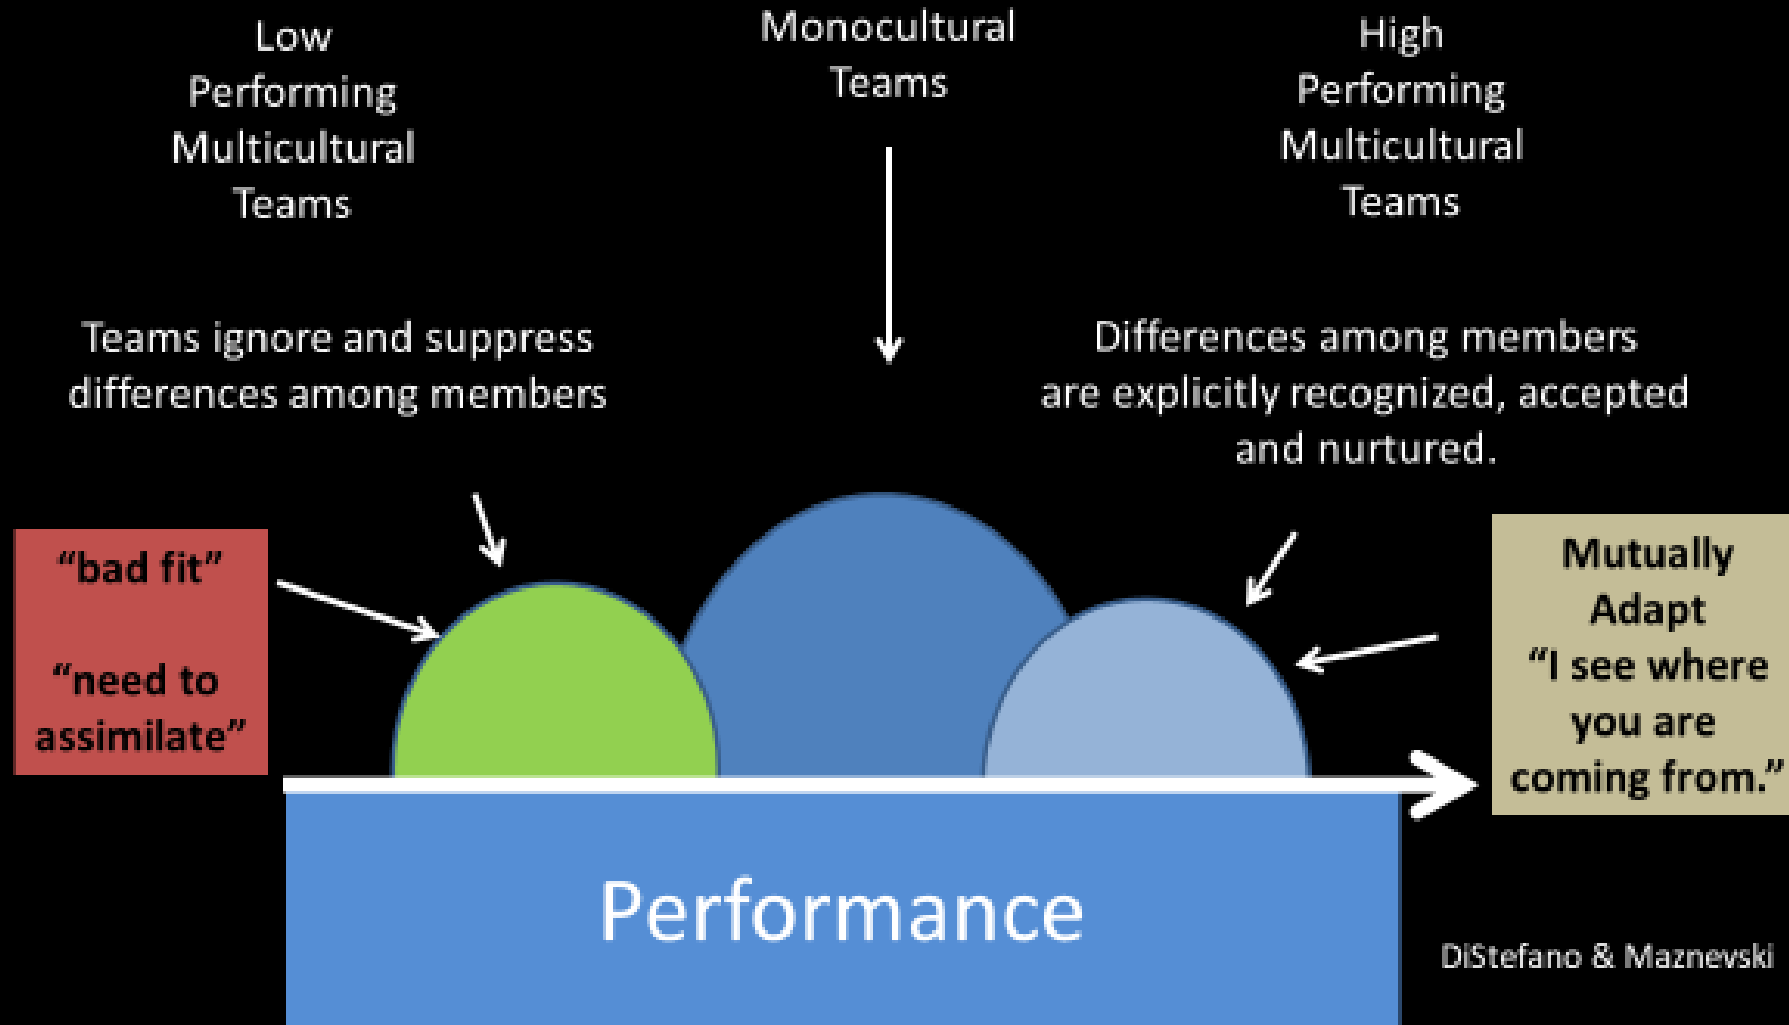 Low
Performing
Multicultural
Teams
Monocultural
Teams
High
Performing
Multicultural
Teams
Teams ignore and suppress
differences among members
Differences among members
are explicitly recognized, accepted
and nurtured.
“bad fit”
“need to
assimilate”
Mutually
Adapt
“I see where
you are
coming from.”
Performance
DiStefano & Maznevski